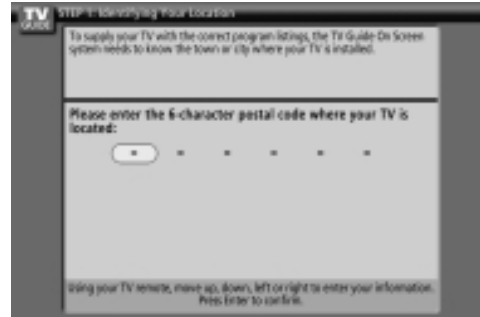 TV
GUIDE
STEP 1: Identifying Your Location
To supply your TV with the correct program listings, the TV Guide On Screen
system needs to know the town or city where your TV is installed.
Please enter the 6-character postal code where your TV is
located:
- - - - - -
Using your TV remote, move up, down, left or right to enter your information.
Press Enter to confirm.